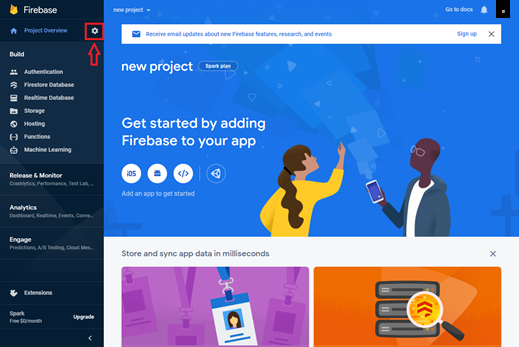 Firebase
Project Overview
Build
Authentication
Firestore Database
Realtime Database
Storage
Hosting
Functions
Machine Learning
Release & Monitor
Crashlytics, Performance, Test Lab, ...
Analytics
Dashboard, Realtime, Events, Conve...
Engage
Predictions, A/B Testing, Cloud Mes...
Extensions
Spark
Free $0/month
Upgrade
new project
Go to docs
Receive email updates about new Firebase features, research, and events
Sign up
new project
Spark plan
Get started by adding
Firebase to your app
iOS
Add an app to get started
Store and sync app data in milliseconds